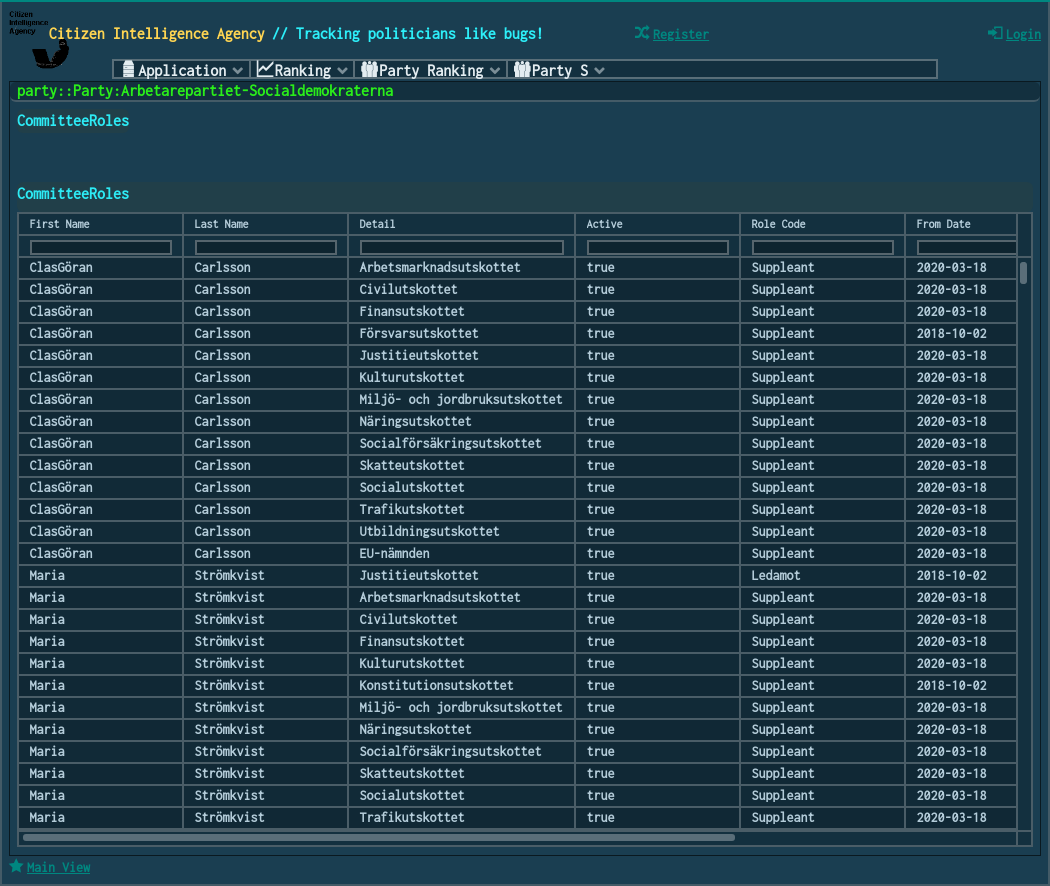 Citizen
Intelligence
Agency
Citizen Intelligence Agency // Tracking politicians like bugs!
Register
Login
Application Ranking Party Ranking Party S
party::Party:Arbetarepartiet-Socialdemokraterna
CommitteeRoles
CommitteeRoles
First Name Last Name Detail Active Role Code From Date
ClasGöran Carlsson Arbetsmarknadsutskottet true Suppleant 2020-03-18
ClasGöran Carlsson Civilutskottet true Suppleant 2020-03-18
ClasGöran Carlsson Finansutskottet true Suppleant 2020-03-18
ClasGöran Carlsson Försvarsutskottet true Suppleant 2018-10-02
ClasGöran Carlsson Justitieutskottet true Suppleant 2020-03-18
ClasGöran Carlsson Kulturutskottet true Suppleant 2020-03-18
ClasGöran Carlsson Miljö- och jordbruksutskottet true Suppleant 2020-03-18
ClasGöran Carlsson Näringsutskottet true Suppleant 2020-03-18
ClasGöran Carlsson Socialförsäkringsutskottet true Suppleant 2020-03-18
ClasGöran Carlsson Skatteutskottet true Suppleant 2020-03-18
ClasGöran Carlsson Socialutskottet true Suppleant 2020-03-18
ClasGöran Carlsson Trafikutskottet true Suppleant 2020-03-18
ClasGöran Carlsson Utbildningsutskottet true Suppleant 2020-03-18
ClasGöran Carlsson EU-nämnden true Suppleant 2020-03-18
Maria Strömkvist Justitieutskottet true Ledamot 2018-10-02
Maria Strömkvist Arbetsmarknadsutskottet true Suppleant 2020-03-18
Maria Strömkvist Civilutskottet true Suppleant 2020-03-18
Maria Strömkvist Finansutskottet true Suppleant 2020-03-18
Maria Strömkvist Kulturutskottet true Suppleant 2020-03-18
Maria Strömkvist Konstitutionsutskottet true Suppleant 2018-10-02
Maria Strömkvist Miljö- och jordbruksutskottet true Suppleant 2020-03-18
Maria Strömkvist Näringsutskottet true Suppleant 2020-03-18
Maria Strömkvist Socialförsäkringsutskottet true Suppleant 2020-03-18
Maria Strömkvist Skatteutskottet true Suppleant 2020-03-18
Maria Strömkvist Socialutskottet true Suppleant 2020-03-18
Maria Strömkvist Trafikutskottet true Suppleant 2020-03-18
Main View